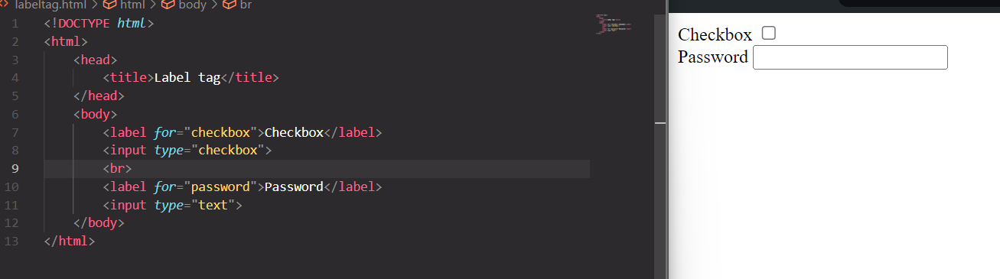 labeltag.html > html > body > br
1 <!DOCTYPE html>
2 <html>
3 <head>
4 <title>Label tag</title>
5 </head>
6 <body>
7 <label for="checkbox">Checkbox</label>
8 <input type="checkbox">
9 <br>
10 <label for="password">Password</label>
11 <input type="text">
12 </body>
13 </html>
Checkbox
Password